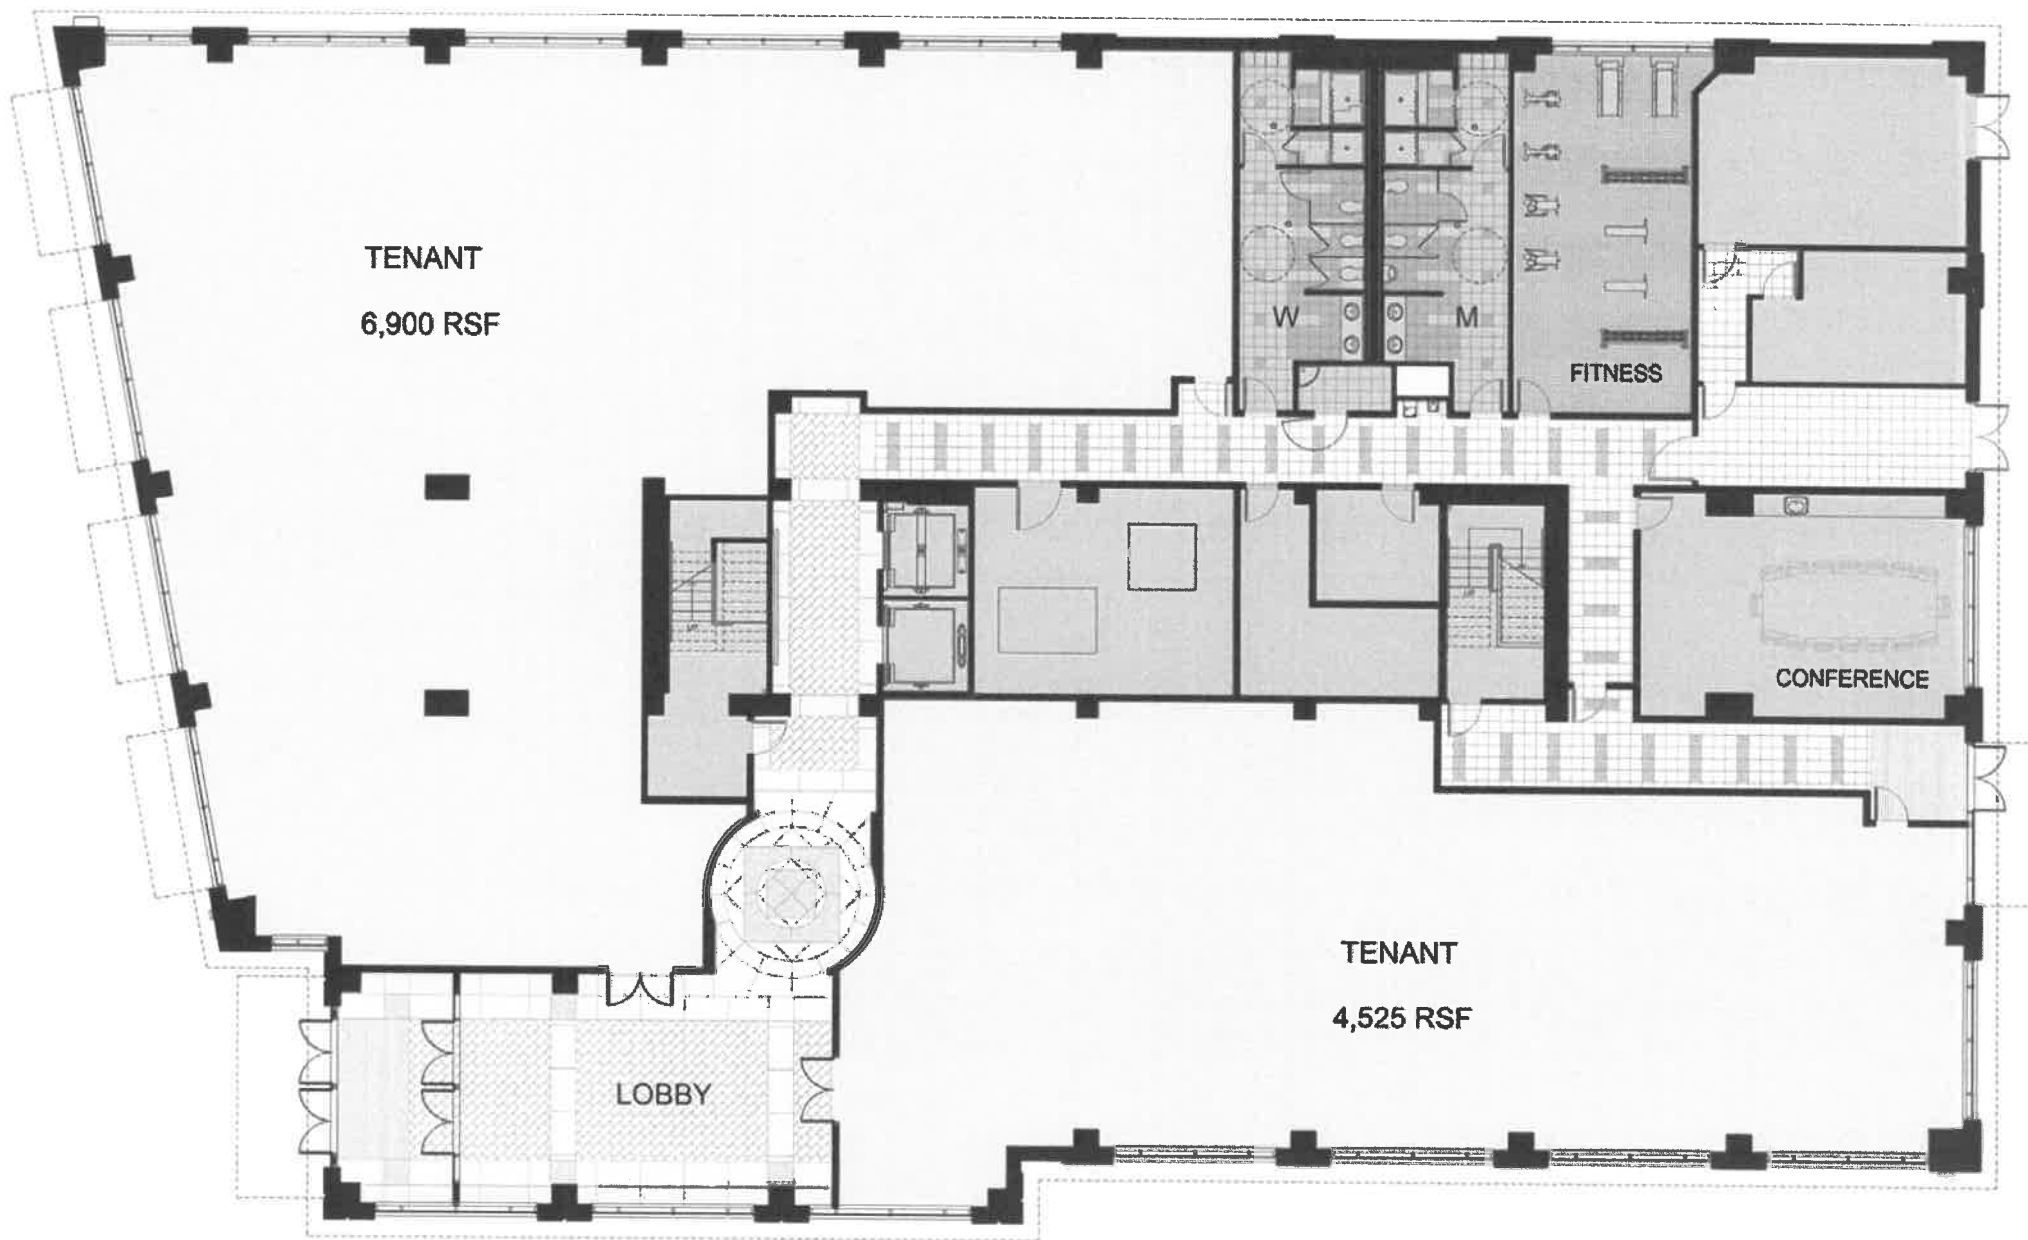 TENANT
6,900 RSF
W
M
FITNESS
CONFERENCE
TENANT
4,525 RSF
LOBBY